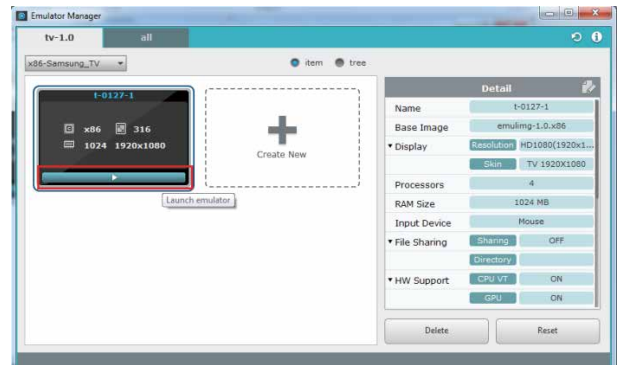 Emulator Manager
tv-1.0 all
x86-Samsung_TV item tree
t-0127-1
x86 316
1024 1920x1080
Create New
Launch emulator
Detail
Name t-0127-1
Base Image emulimg-1.0.x86
Display Resolution HD1080(1920x1...
Skin TV 1920X1080
Processors 4
RAM Size 1024 MB
Input Device Mouse
File Sharing Sharing OFF
Directory
HW Support CPU VT ON
GPU ON
Delete Reset